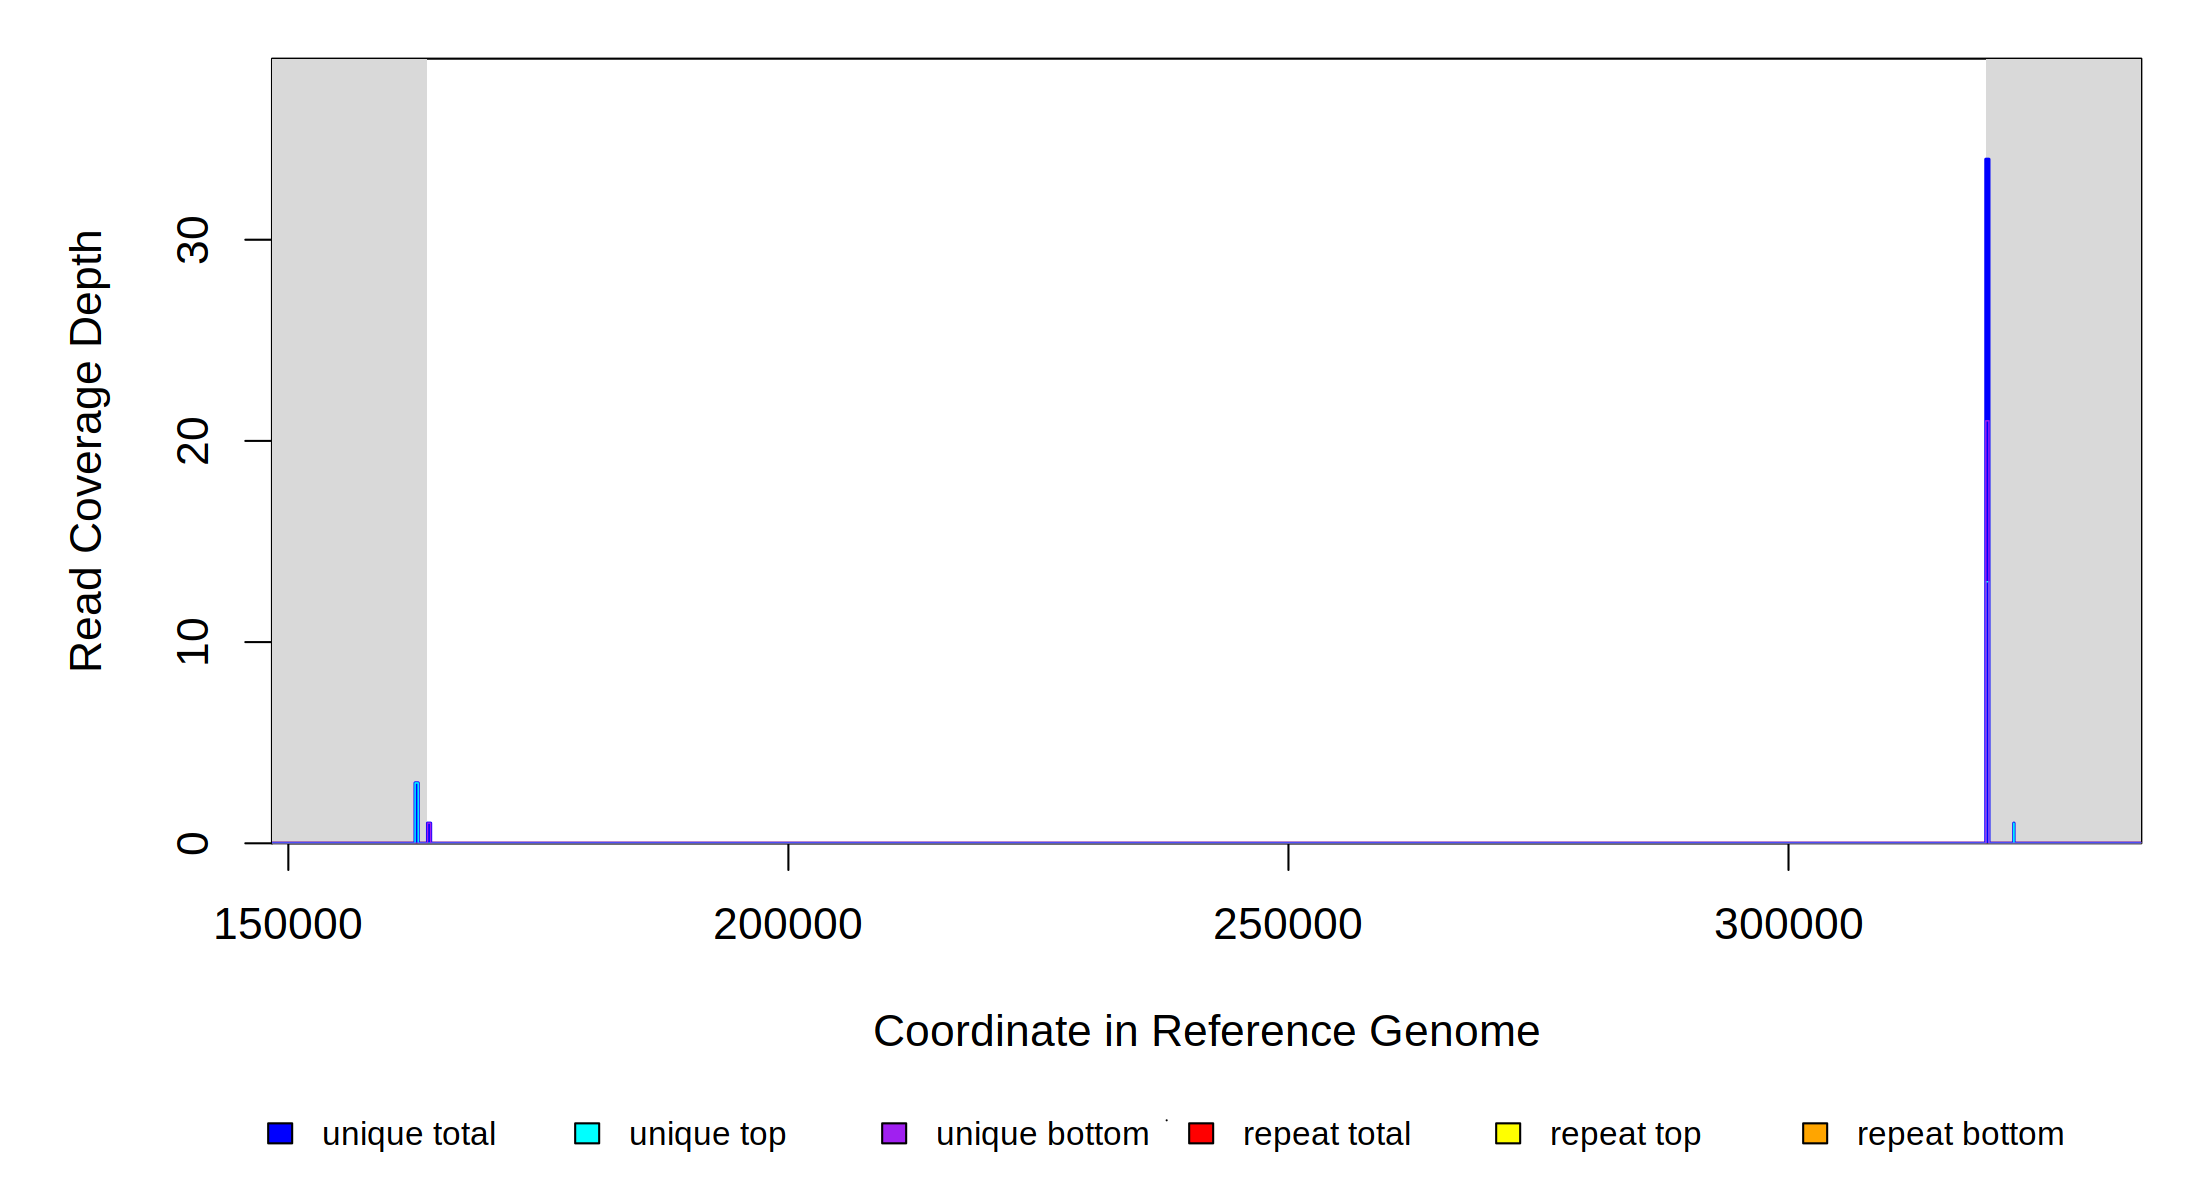 Read Coverage Depth
30
20
10
0
150000 200000 250000 300000
Coordinate in Reference Genome
unique total unique top unique bottom repeat total repeat top repeat bottom